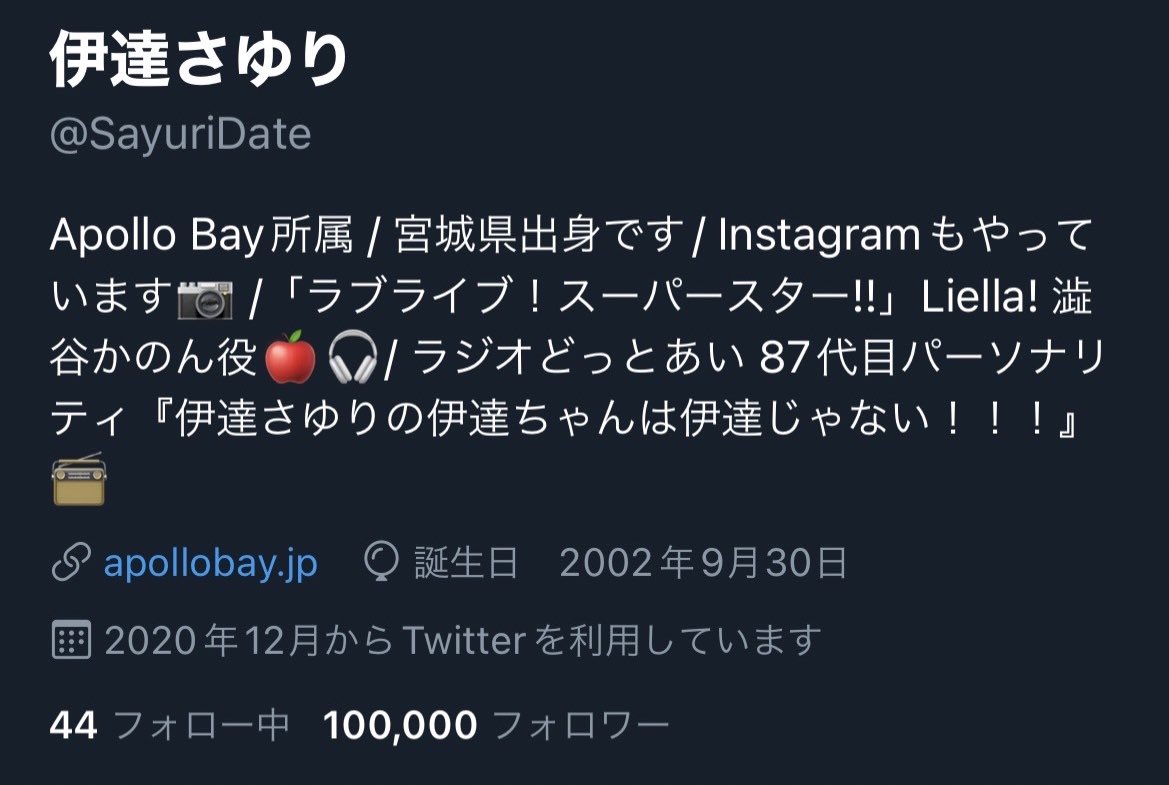 伊達さゆり
@SayuriDate
Apollo Bay所属 / 宮城県出身です/ Instagramもやって
います📷 /「ラブライブ！スーパースター!!」Liella! 澁
谷かのん役🍎🎧/ ラジオどっとあい 87代目パーソナリ
ティ『伊達さゆりの伊達ちゃんは伊達じゃない！！！』
📻
apollobay.jp 誕生日 2002年9月30日
2020年12月からTwitterを利用しています
44 フォロー中 100,000 フォロワー